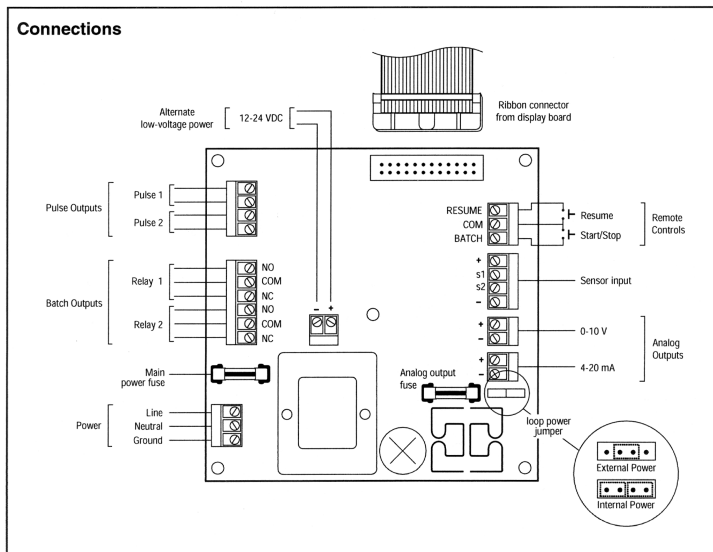 Connections
Alternate
low-voltage power
12-24 VDC
Ribbon connector
from display board
Pulse Outputs
Pulse 1
Pulse 2
RESUME
COM
BATCH
Resume
Start/Stop
Remote
Controls
Batch Outputs
Relay 1
Relay 2
NO
COM
NC
NO
COM
NC
- +
+
s1
s2
-
Sensor input
+
-
0-10 V
+
-
4-20 mA
Analog
Outputs
Main
power fuse
Analog output
fuse
Power
Line
Neutral
Ground
loop power
jumper
External Power
Internal Power